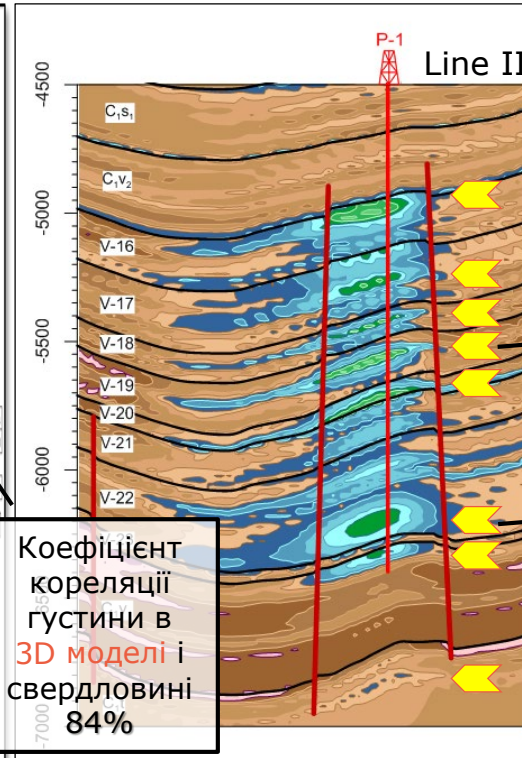 P-1
Line II
-4500
C₁s₁
C₁v₂
-5000
V-16
V-17
-5500
V-18
V-19
V-20
V-21
-6000
V-22
-7000
Коефіцієнт
кореляції
густини в
3D моделі і
свердловині
84%